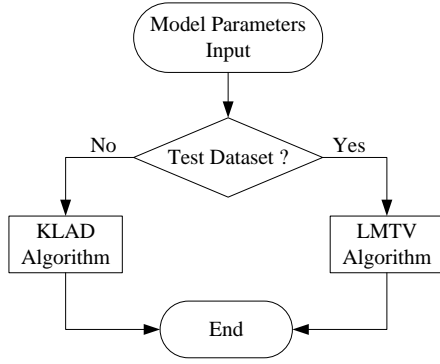 Model Parameters
Input
No
Test Dataset ?
Yes
KLAD
Algorithm
LMTV
Algorithm
End